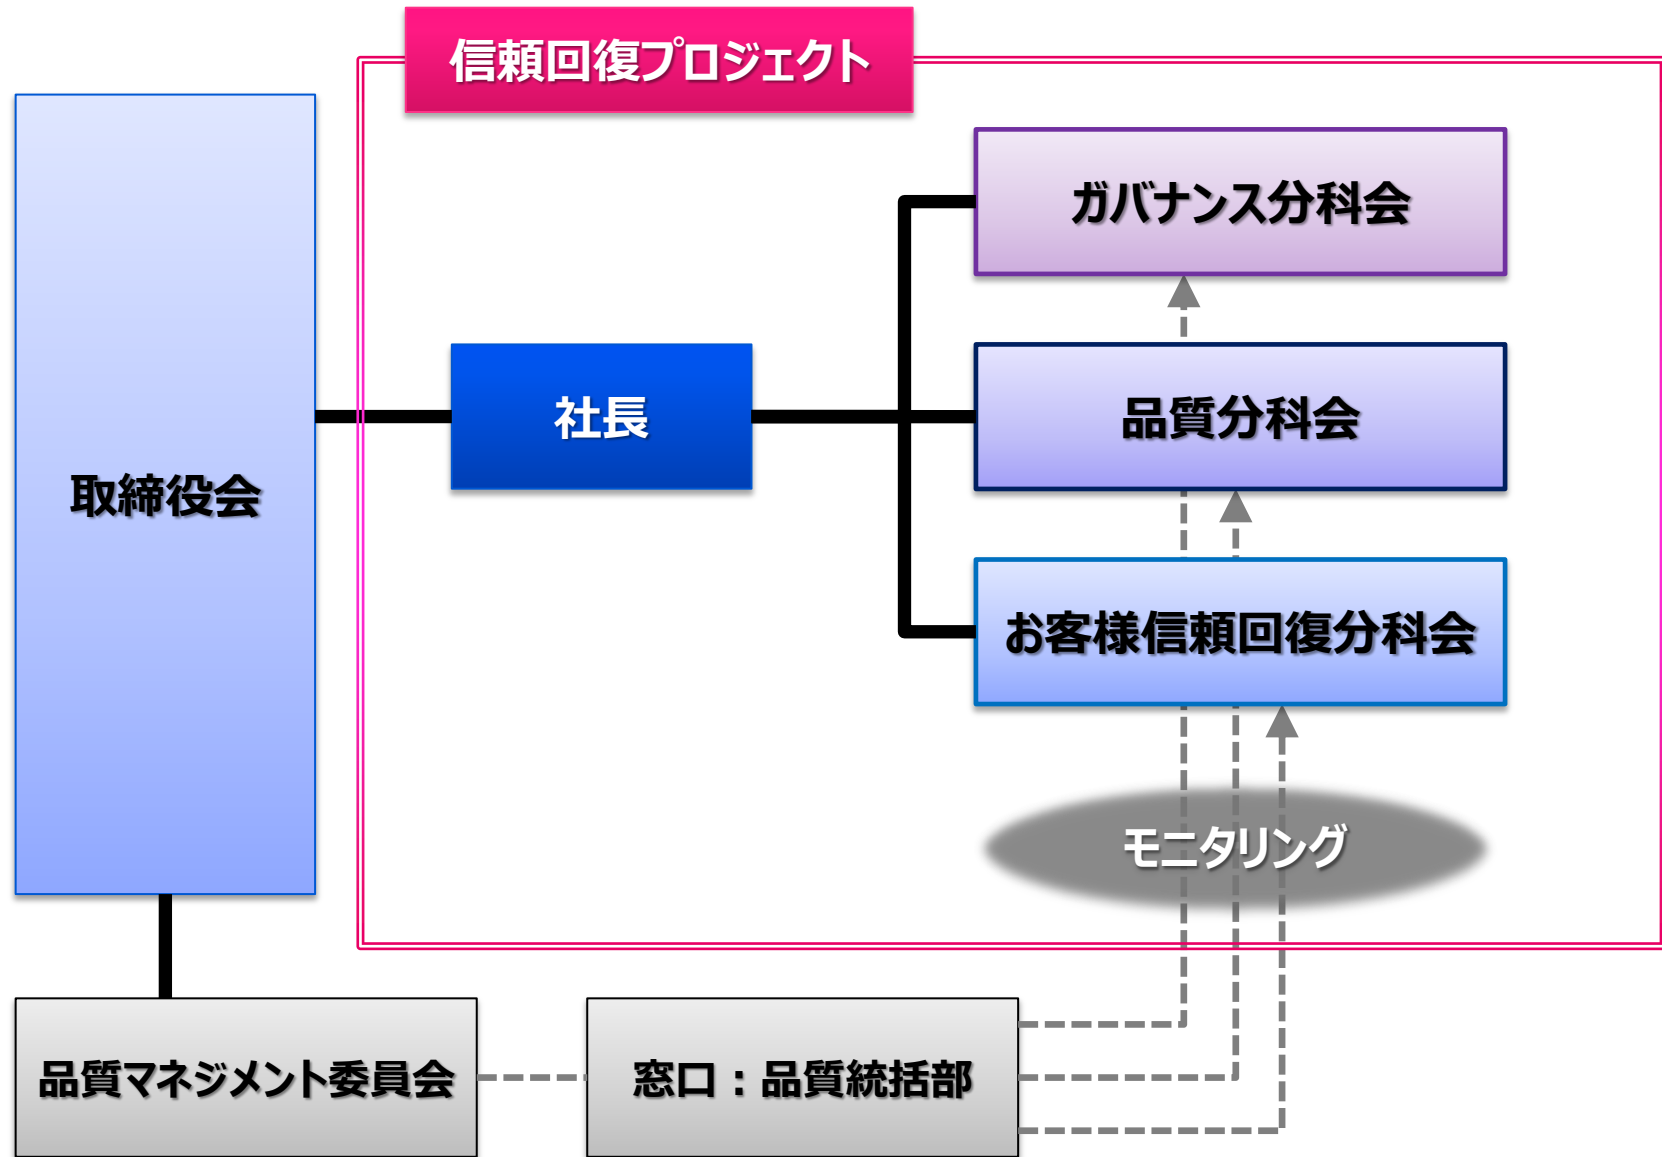 信頼回復プロジェクト
ガバナンス分科会
社長
品質分科会
取締役会
お客様信頼回復分科会
モニタリング
品質マネジメント委員会
窓口：品質統括部